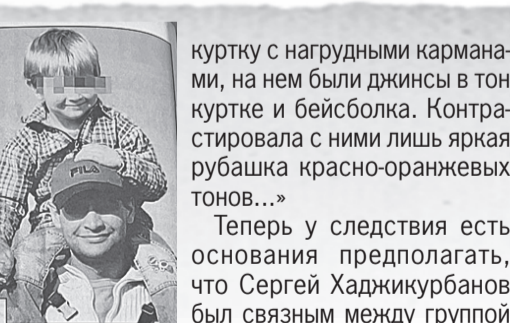 FILA
куртку с нагрудными кармана-
ми, на нем были джинсы в тон
куртке и бейсболка. Контра-
стировала с ними лишь яркая
рубашка красно-оранжевых
тонов...»
Теперь у следствия есть
основания предполагать,
что Сергей Хаджикурбанов
был связным между группой